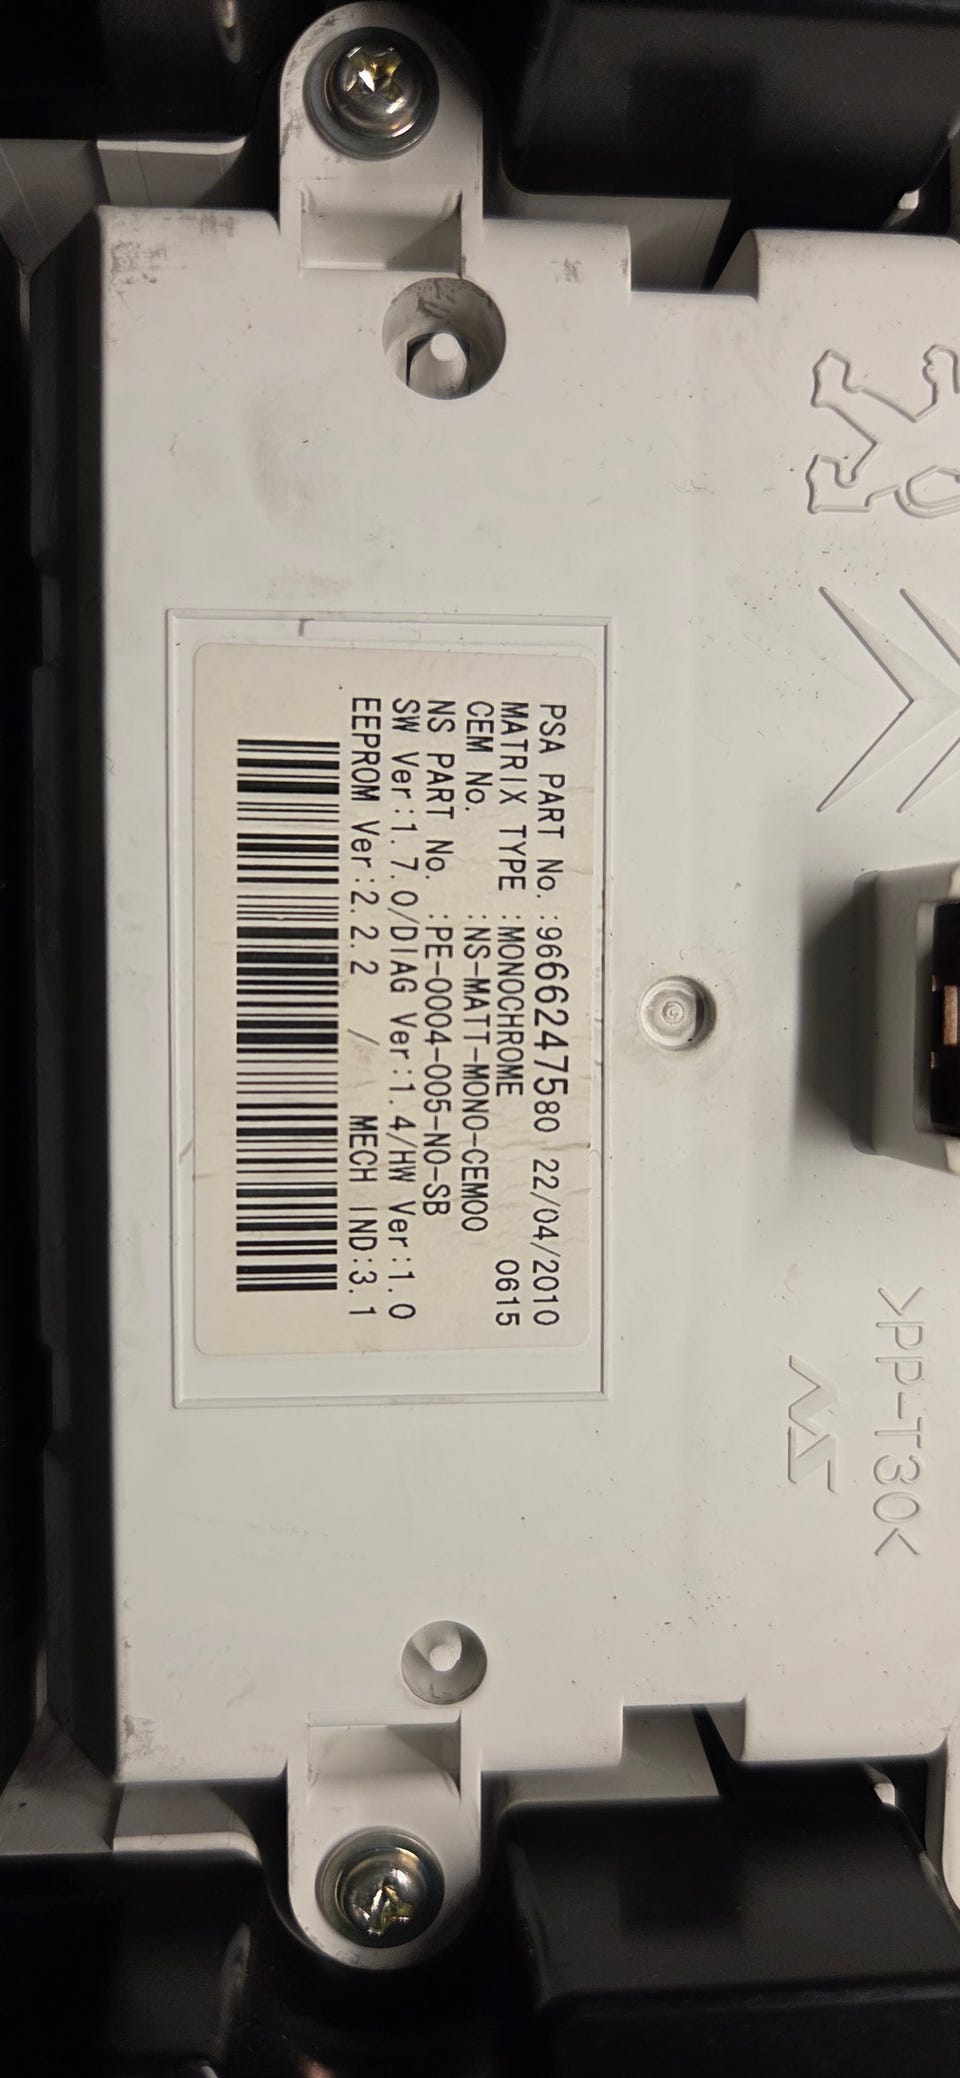 PSA PART No. :9666247580 22/04/2010
MATRIX TYPE :MONOCHROME 0615
CEM No. :NS-MATT-MONO-CEM00
NS PART No. :PE-0004-005-NO-SB
SW Ver:1.7.0/DIAG Ver:1.4/HW Ver:1.0
EEPROM Ver:2.2.2 / MECH IND:3.1
>PP-T30<
NS